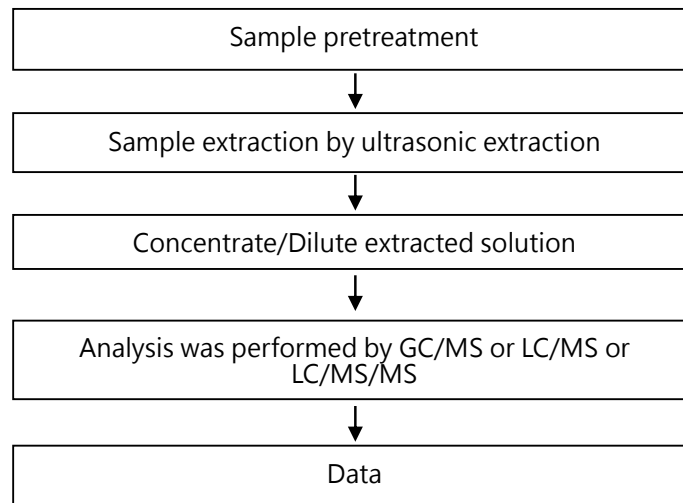 Sample pretreatment
Sample extraction by ultrasonic extraction
Concentrate/Dilute extracted solution
Analysis was performed by GC/MS or LC/MS or
LC/MS/MS
Data